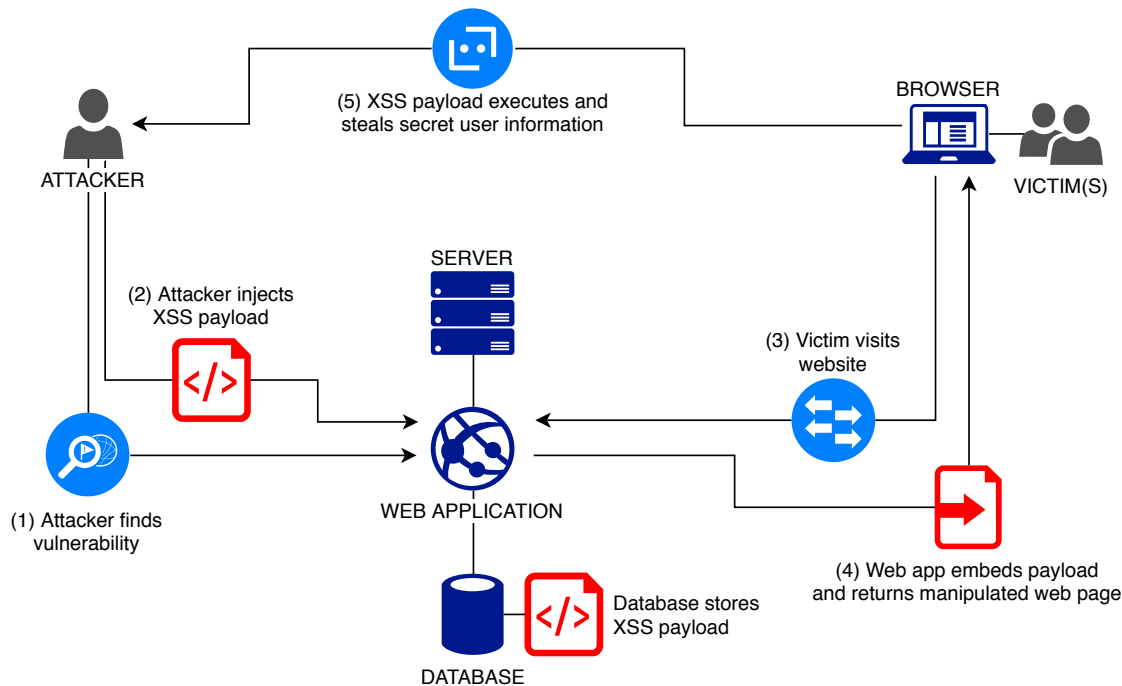 (5) XSS payload executes and
steals secret user information
BROWSER
ATTACKER
VICTIM(S)
SERVER
(2) Attacker injects
XSS payload
(3) Victim visits
website
</>
WEB APPLICATION
(1) Attacker finds
vulnerability
(4) Web app embeds payload
and returns manipulated web page
</>
Database stores
XSS payload
DATABASE